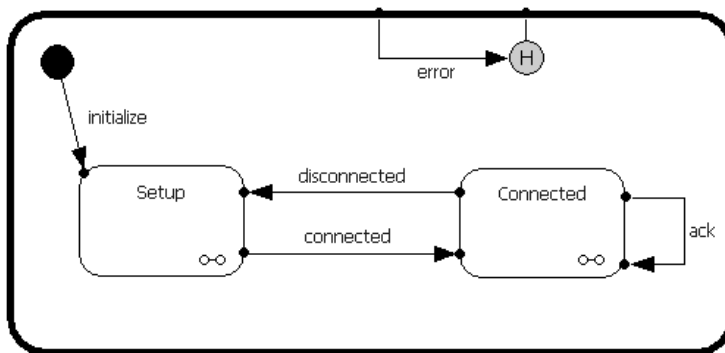 H
error
initialize
Setup
disconnected
Connected
connected
ack